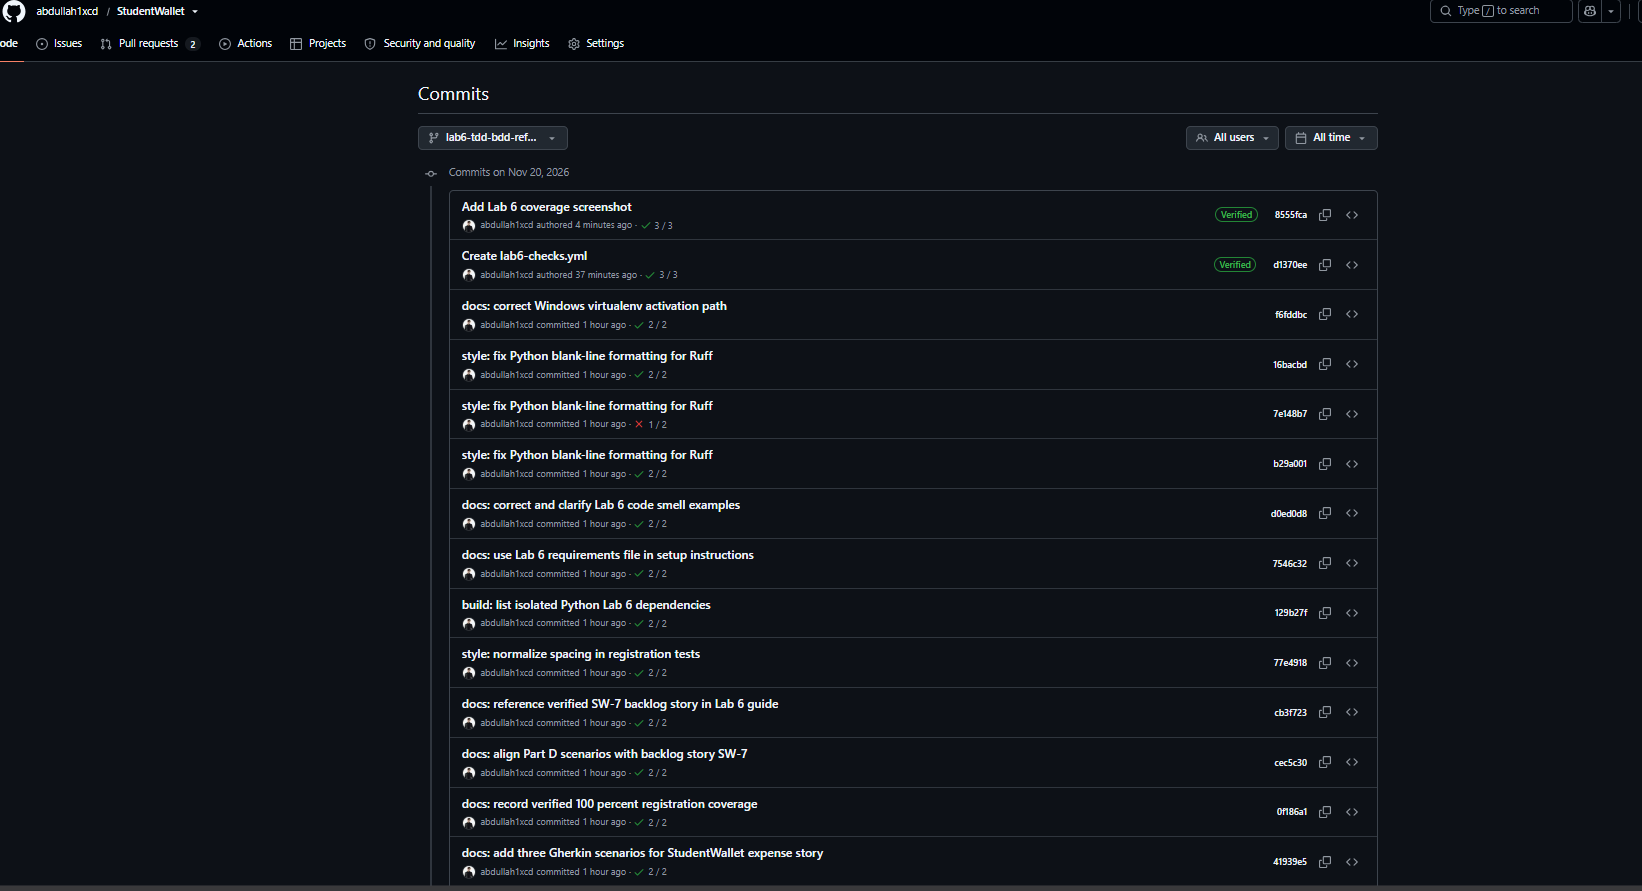 abdullah1xcd / StudentWallet
Type / to search
ode Issues Pull requests 2 Actions Projects Security and quality Insights Settings
Commits
lab6-tdd-bdd-ref... All users All time
Commits on Nov 20, 2026
Add Lab 6 coverage screenshot
abdullah1xcd authored 4 minutes ago · 3 / 3
Verified 8555fca
Create lab6-checks.yml
abdullah1xcd authored 37 minutes ago · 3 / 3
Verified d1370ee
docs: correct Windows virtualenv activation path
abdullah1xcd committed 1 hour ago · 2 / 2
f6fddbc
style: fix Python blank-line formatting for Ruff
abdullah1xcd committed 1 hour ago · 2 / 2
16bacbd
style: fix Python blank-line formatting for Ruff
abdullah1xcd committed 1 hour ago · 1 / 2
7e148b7
style: fix Python blank-line formatting for Ruff
abdullah1xcd committed 1 hour ago · 2 / 2
b29a001
docs: correct and clarify Lab 6 code smell examples
abdullah1xcd committed 1 hour ago · 2 / 2
d0ed0d8
docs: use Lab 6 requirements file in setup instructions
abdullah1xcd committed 1 hour ago · 2 / 2
7546c32
build: list isolated Python Lab 6 dependencies
abdullah1xcd committed 1 hour ago · 2 / 2
129b27f
style: normalize spacing in registration tests
abdullah1xcd committed 1 hour ago · 2 / 2
77e4918
docs: reference verified SW-7 backlog story in Lab 6 guide
abdullah1xcd committed 1 hour ago · 2 / 2
cb3f723
docs: align Part D scenarios with backlog story SW-7
abdullah1xcd committed 1 hour ago · 2 / 2
cec5c30
docs: record verified 100 percent registration coverage
abdullah1xcd committed 1 hour ago · 2 / 2
0f186a1
docs: add three Gherkin scenarios for StudentWallet expense story
abdullah1xcd committed 1 hour ago · 2 / 2
41939e5